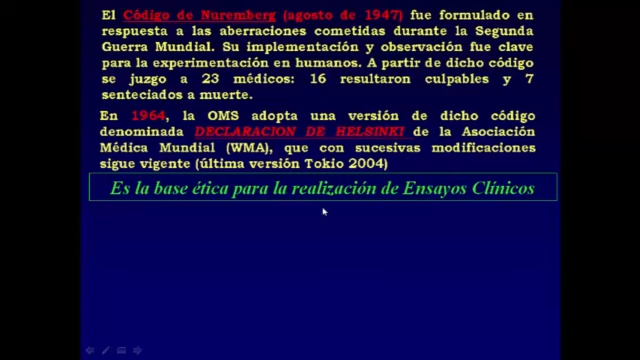 El Código de Nuremberg (agosto de 1947) fue formulado en
respuesta a las aberraciones cometidas durante la Segunda
Guerra Mundial. Su implementación y observación fue clave
para la experimentación en humanos. A partir de dicho código
se juzgo a 23 médicos: 16 resultaron culpables y 7
senteciados a muerte.
En 1964, la OMS adopta una versión de dicho código
denominada DECLARACION DE HELSINKI de la Asociación
Médica Mundial (WMA), que con sucesivas modificaciones
sigue vigente (última versión Tokio 2004)
Es la base ética para la realización de Ensayos Clínicos